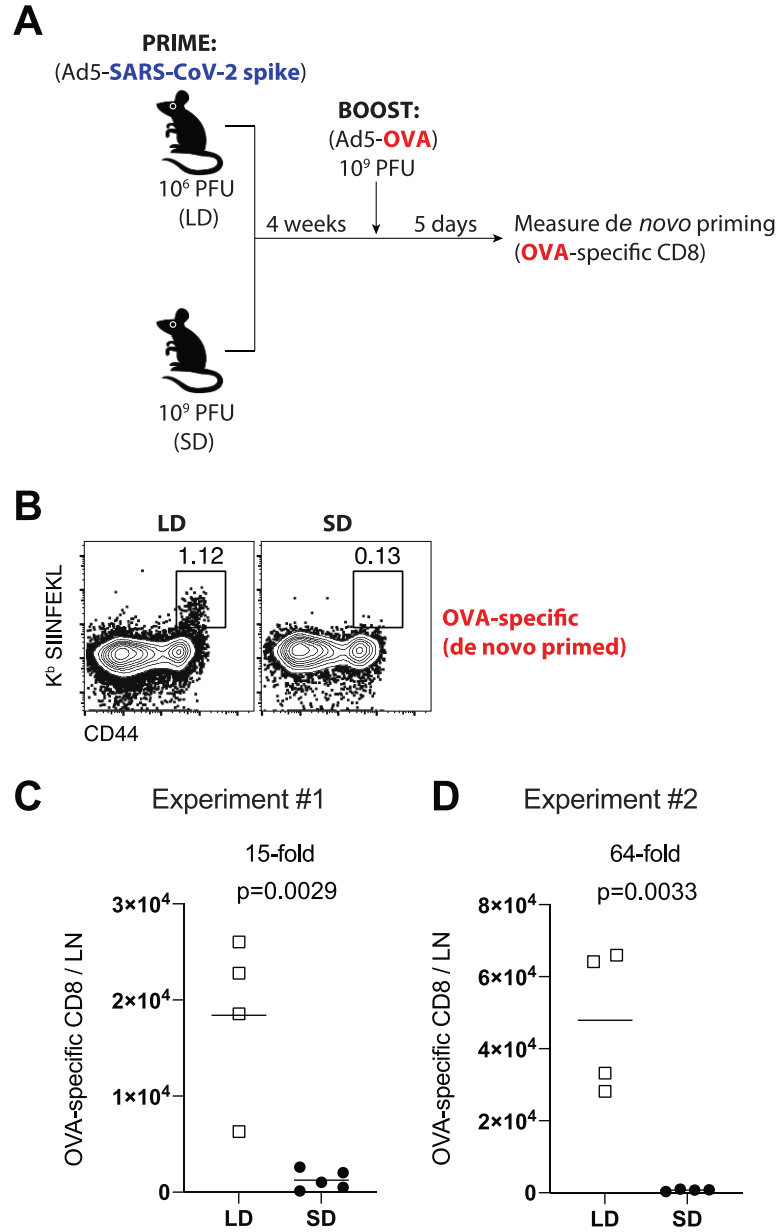 A
PRIME:
(Ad5-SARS-CoV-2 spike)
10⁶ PFU
(LD)
BOOST:
(Ad5-OVA)
10⁹ PFU
4 weeks
5 days
Measure de novo priming
(OVA-specific CD8)
10⁹ PFU
(SD)
B
LD
SD
1.12
0.13
Kᵇ SIINFEKL
CD44
OVA-specific
(de novo primed)
C
Experiment #1
15-fold
p=0.0029
OVA-specific CD8 / LN
3×10⁴
2×10⁴
1×10⁴
0
LD
SD
D
Experiment #2
64-fold
p=0.0033
OVA-specific CD8 / LN
8×10⁴
6×10⁴
4×10⁴
2×10⁴
0
LD
SD